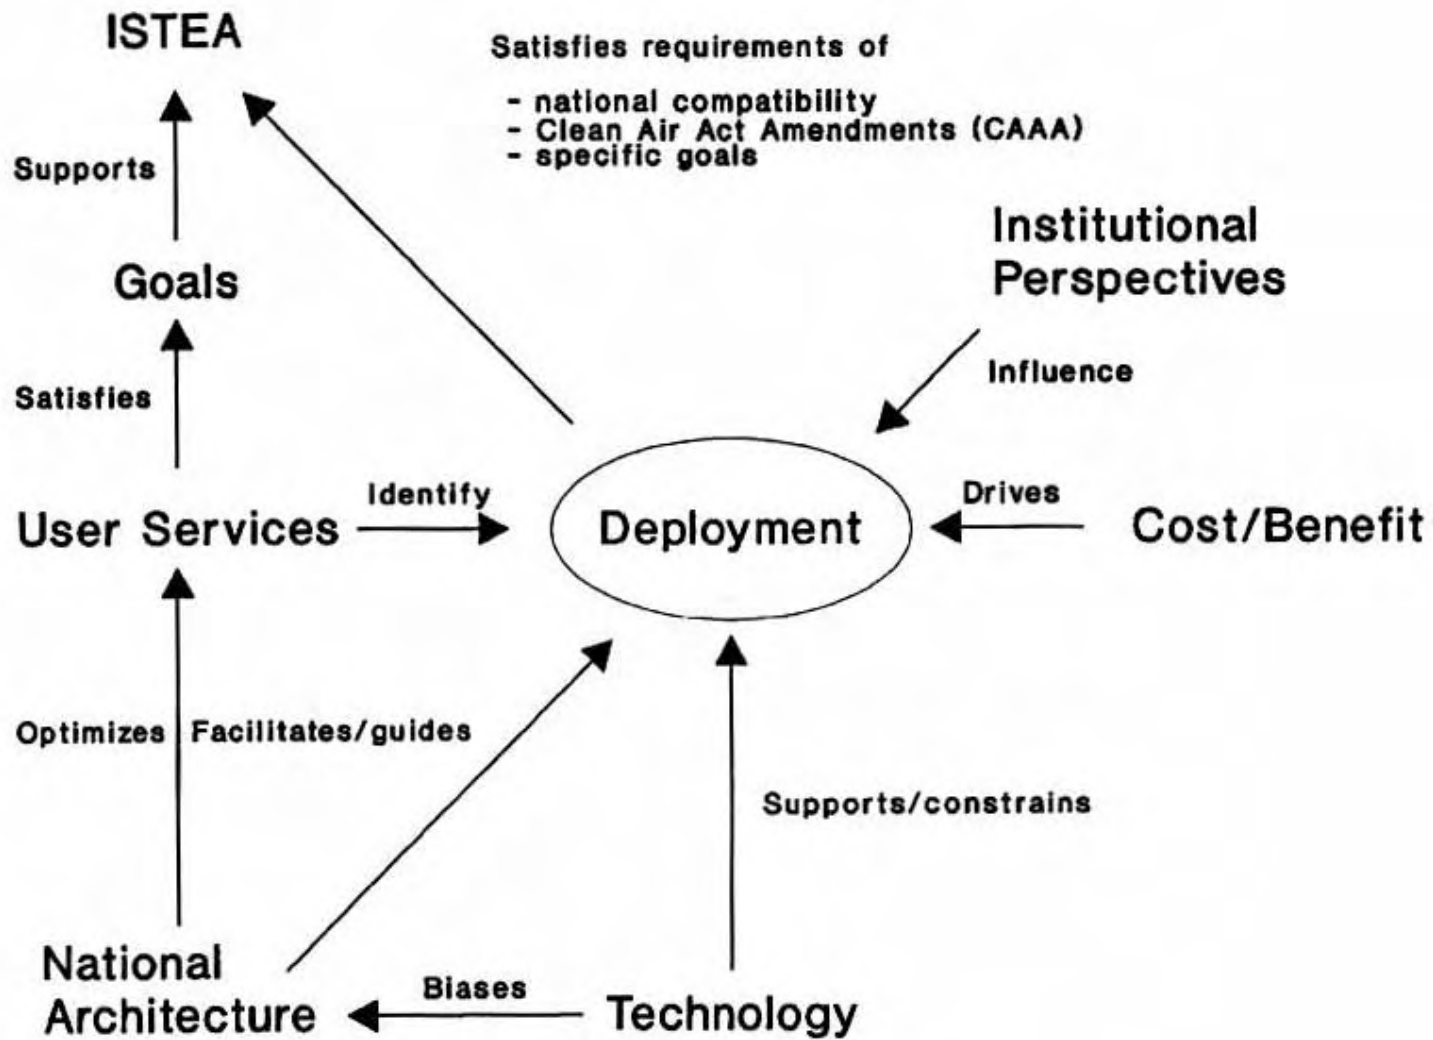 ISTEA
Satisfies requirements of
- national compatibility
- Clean Air Act Amendments (CAAA)
- specific goals
Supports
Institutional
Perspectives
Goals
Influence
Satisfies
Identify
Drives
User Services
Deployment
Cost/Benefit
Optimizes
Facilitates/guides
Supports/constrains
National
Architecture
Biases
Technology